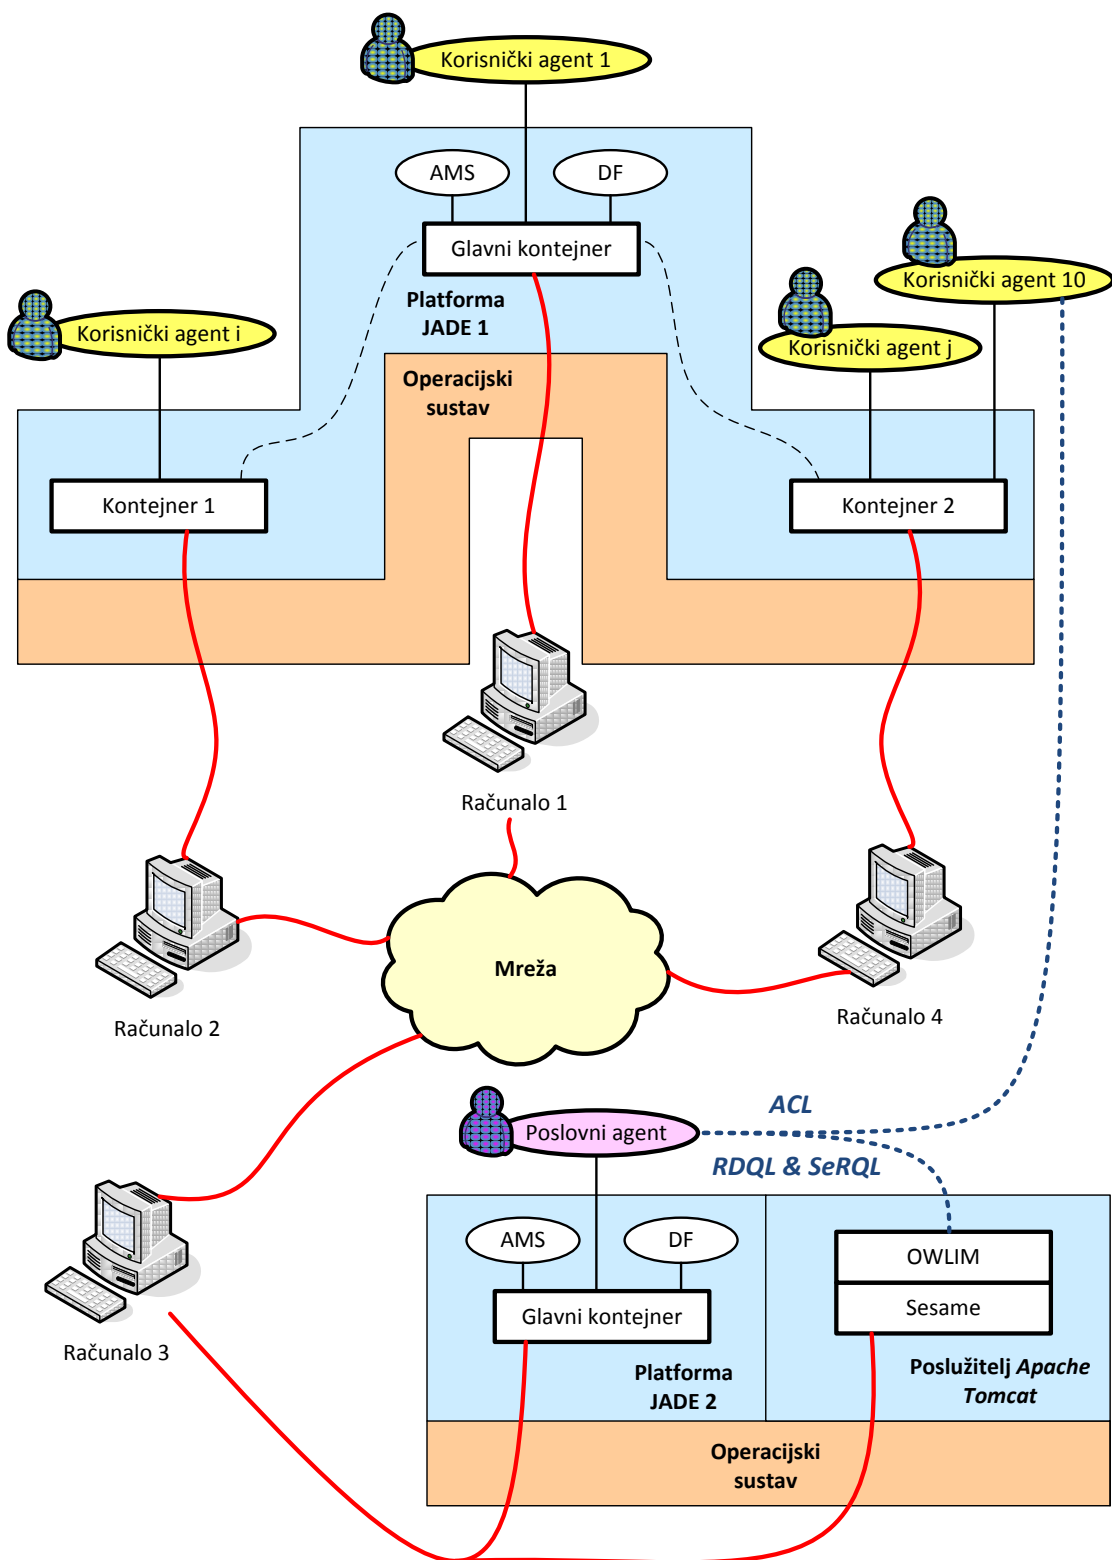 Korisnički agent 1
AMS
DF
Glavni kontejner
Korisnički agent 10
Platforma
JADE 1
Korisnički agent i
Korisnički agent j
Operacijski
sustav
Kontejner 1
Kontejner 2
Računalo 1
Mreža
Računalo 2
Računalo 4
ACL
Poslovni agent
RDQL & SeRQL
AMS
DF
OWLIM
Glavni kontejner
Sesame
Računalo 3
Platforma
JADE 2
Poslužitelj Apache
Tomcat
Operacijski
sustav